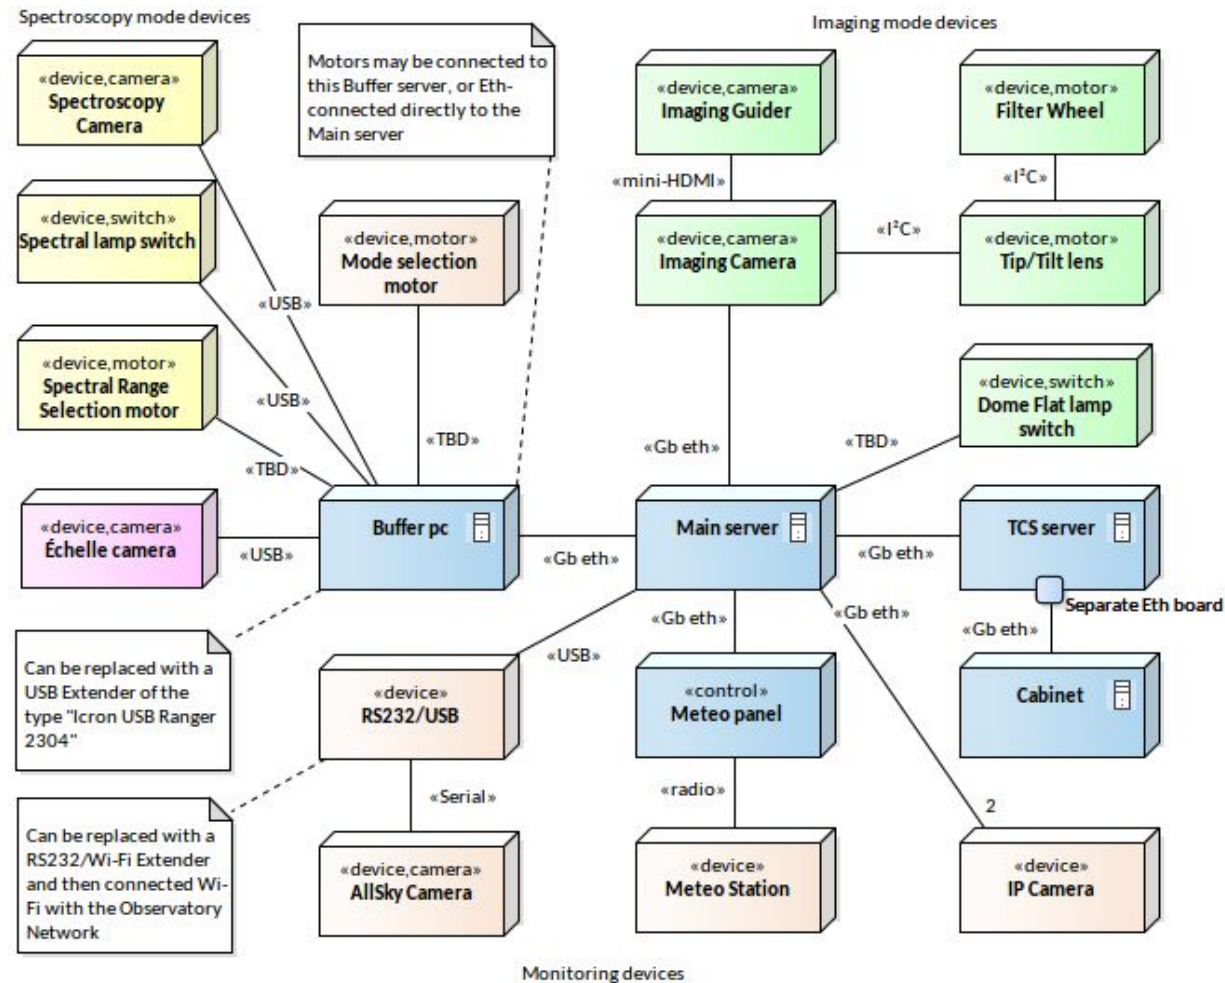 Spectroscopy mode devices
Imaging mode devices
«device,camera»
Spectroscopy
Camera
Motors may be connected to
this Buffer server, or Eth-
connected directly to the
Main server
«device,camera»
Imaging Guider
«device,motor»
Filter Wheel
«mini-HDMI»
«I²C»
«device,switch»
Spectral lamp switch
«device,motor»
Mode selection
motor
«device,camera»
Imaging Camera
«I²C»
«device,motor»
Tip/Tilt lens
«USB»
«device,motor»
Spectral Range
Selection motor
«USB»
«device,switch»
Dome Flat lamp
switch
«TBD»
«TBD»
«Gb eth»
«TBD»
«device,camera»
Échelle camera
«USB»
Buffer pc
«Gb eth»
Main server
«Gb eth»
TCS server
Separate Eth board
«Gb eth»
«Gb eth»
«Gb eth»
«USB»
Can be replaced with a
USB Extender of the
type "Icron USB Ranger
2304"
«device»
RS232/USB
«control»
Meteo panel
Cabinet
«Serial»
«radio»
2
Can be replaced with a
RS232/Wi-Fi Extender
and then connected Wi-
Fi with the Observatory
Network
«device,camera»
AllSky Camera
«device»
Meteo Station
«device»
IP Camera
Monitoring devices